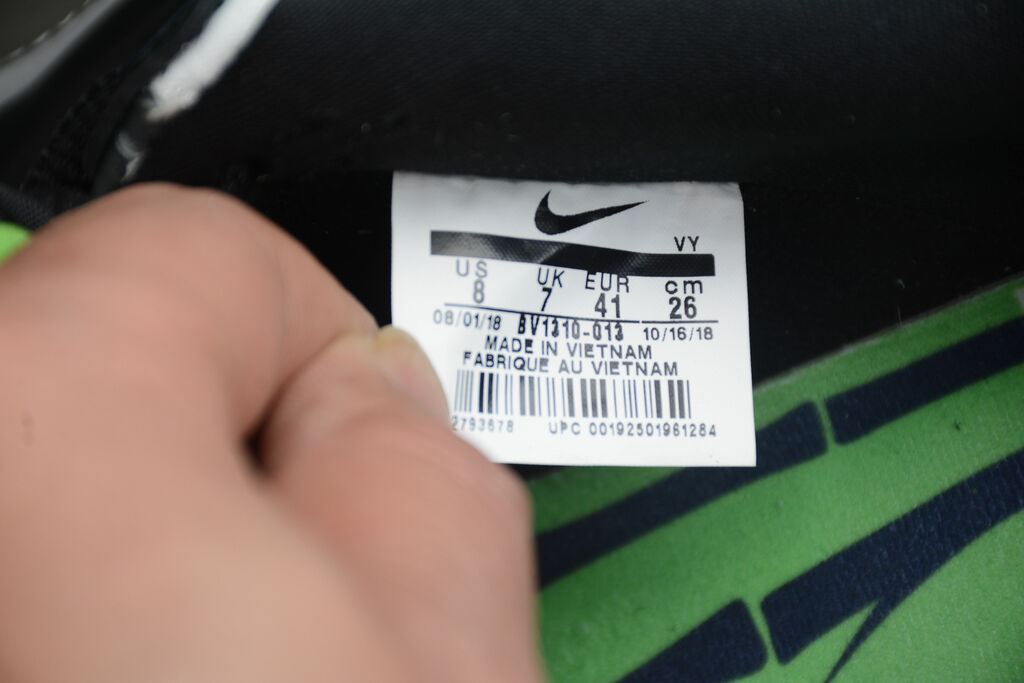 VY
US UK EUR cm
8 7 41 26
08/01/18 BV1310-013 10/16/18
MADE IN VIETNAM
FABRIQUE AU VIETNAM
2793678 UPC 00192501961284